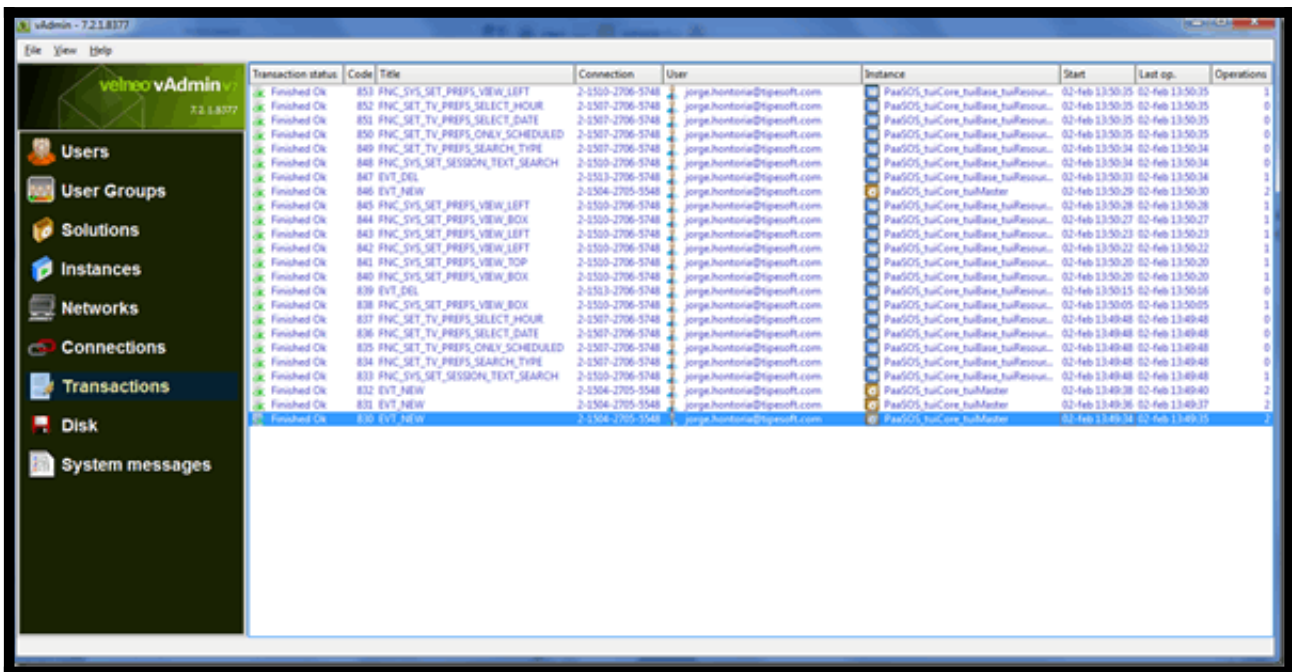 vAdmin - 7.2.1.8377
File View Help
velneo vAdmin v7
7.2.1.8377
Users
User Groups
Solutions
Instances
Networks
Connections
Transactions
Disk
System messages
Transaction status Code Title Connection User Instance Start Last op. Operations
Finished Ok 853 FNC_SYS_SET_PREFS_VIEW_LEFT 2-1510-2706-5748 jorge.hontoria@tipesoft.com PaaSOS_tuiCore_tuiBase_tuiResour... 02-feb 13:50:35 02-feb 13:50:35 1
Finished Ok 852 FNC_SET_TV_PREFS_SELECT_HOUR 2-1507-2706-5748 jorge.hontoria@tipesoft.com PaaSOS_tuiCore_tuiBase_tuiResour... 02-feb 13:50:35 02-feb 13:50:35 0
Finished Ok 851 FNC_SET_TV_PREFS_SELECT_DATE 2-1507-2706-5748 jorge.hontoria@tipesoft.com PaaSOS_tuiCore_tuiBase_tuiResour... 02-feb 13:50:35 02-feb 13:50:35 0
Finished Ok 850 FNC_SET_TV_PREFS_ONLY_SCHEDULED 2-1507-2706-5748 jorge.hontoria@tipesoft.com PaaSOS_tuiCore_tuiBase_tuiResour... 02-feb 13:50:35 02-feb 13:50:35 0
Finished Ok 849 FNC_SET_TV_PREFS_SEARCH_TYPE 2-1507-2706-5748 jorge.hontoria@tipesoft.com PaaSOS_tuiCore_tuiBase_tuiResour... 02-feb 13:50:34 02-feb 13:50:34 0
Finished Ok 848 FNC_SYS_SET_SESSION_TEXT_SEARCH 2-1510-2706-5748 jorge.hontoria@tipesoft.com PaaSOS_tuiCore_tuiBase_tuiResour... 02-feb 13:50:34 02-feb 13:50:34 0
Finished Ok 847 EVT_DEL 2-1513-2706-5748 jorge.hontoria@tipesoft.com PaaSOS_tuiCore_tuiBase_tuiResour... 02-feb 13:50:33 02-feb 13:50:34 1
Finished Ok 846 EVT_NEW 2-1504-2705-5548 jorge.hontoria@tipesoft.com PaaSOS_tuiCore_tuiMaster 02-feb 13:50:29 02-feb 13:50:30 2
Finished Ok 845 FNC_SYS_SET_PREFS_VIEW_LEFT 2-1510-2706-5748 jorge.hontoria@tipesoft.com PaaSOS_tuiCore_tuiBase_tuiResour... 02-feb 13:50:28 02-feb 13:50:28 1
Finished Ok 844 FNC_SYS_SET_PREFS_VIEW_BOX 2-1510-2706-5748 jorge.hontoria@tipesoft.com PaaSOS_tuiCore_tuiBase_tuiResour... 02-feb 13:50:27 02-feb 13:50:27 1
Finished Ok 843 FNC_SYS_SET_PREFS_VIEW_LEFT 2-1510-2706-5748 jorge.hontoria@tipesoft.com PaaSOS_tuiCore_tuiBase_tuiResour... 02-feb 13:50:23 02-feb 13:50:23 1
Finished Ok 842 FNC_SYS_SET_PREFS_VIEW_LEFT 2-1510-2706-5748 jorge.hontoria@tipesoft.com PaaSOS_tuiCore_tuiBase_tuiResour... 02-feb 13:50:22 02-feb 13:50:22 1
Finished Ok 841 FNC_SYS_SET_PREFS_VIEW_TOP 2-1510-2706-5748 jorge.hontoria@tipesoft.com PaaSOS_tuiCore_tuiBase_tuiResour... 02-feb 13:50:20 02-feb 13:50:20 1
Finished Ok 840 FNC_SYS_SET_PREFS_VIEW_BOX 2-1510-2706-5748 jorge.hontoria@tipesoft.com PaaSOS_tuiCore_tuiBase_tuiResour... 02-feb 13:50:20 02-feb 13:50:20 1
Finished Ok 839 EVT_DEL 2-1513-2706-5748 jorge.hontoria@tipesoft.com PaaSOS_tuiCore_tuiBase_tuiResour... 02-feb 13:50:15 02-feb 13:50:16 0
Finished Ok 838 FNC_SYS_SET_PREFS_VIEW_BOX 2-1510-2706-5748 jorge.hontoria@tipesoft.com PaaSOS_tuiCore_tuiBase_tuiResour... 02-feb 13:50:05 02-feb 13:50:05 1
Finished Ok 837 FNC_SET_TV_PREFS_SELECT_HOUR 2-1507-2706-5748 jorge.hontoria@tipesoft.com PaaSOS_tuiCore_tuiBase_tuiResour... 02-feb 13:49:48 02-feb 13:49:48 0
Finished Ok 836 FNC_SET_TV_PREFS_SELECT_DATE 2-1507-2706-5748 jorge.hontoria@tipesoft.com PaaSOS_tuiCore_tuiBase_tuiResour... 02-feb 13:49:48 02-feb 13:49:48 0
Finished Ok 835 FNC_SET_TV_PREFS_ONLY_SCHEDULED 2-1507-2706-5748 jorge.hontoria@tipesoft.com PaaSOS_tuiCore_tuiBase_tuiResour... 02-feb 13:49:48 02-feb 13:49:48 0
Finished Ok 834 FNC_SET_TV_PREFS_SEARCH_TYPE 2-1507-2706-5748 jorge.hontoria@tipesoft.com PaaSOS_tuiCore_tuiBase_tuiResour... 02-feb 13:49:48 02-feb 13:49:48 0
Finished Ok 833 FNC_SYS_SET_SESSION_TEXT_SEARCH 2-1510-2706-5748 jorge.hontoria@tipesoft.com PaaSOS_tuiCore_tuiBase_tuiResour... 02-feb 13:49:48 02-feb 13:49:48 1
Finished Ok 832 EVT_NEW 2-1504-2705-5548 jorge.hontoria@tipesoft.com PaaSOS_tuiCore_tuiMaster 02-feb 13:49:38 02-feb 13:49:40 2
Finished Ok 831 EVT_NEW 2-1504-2705-5548 jorge.hontoria@tipesoft.com PaaSOS_tuiCore_tuiMaster 02-feb 13:49:36 02-feb 13:49:37 2
Finished Ok 830 EVT_NEW 2-1504-2705-5548 jorge.hontoria@tipesoft.com PaaSOS_tuiCore_tuiMaster 02-feb 13:49:34 02-feb 13:49:35 2